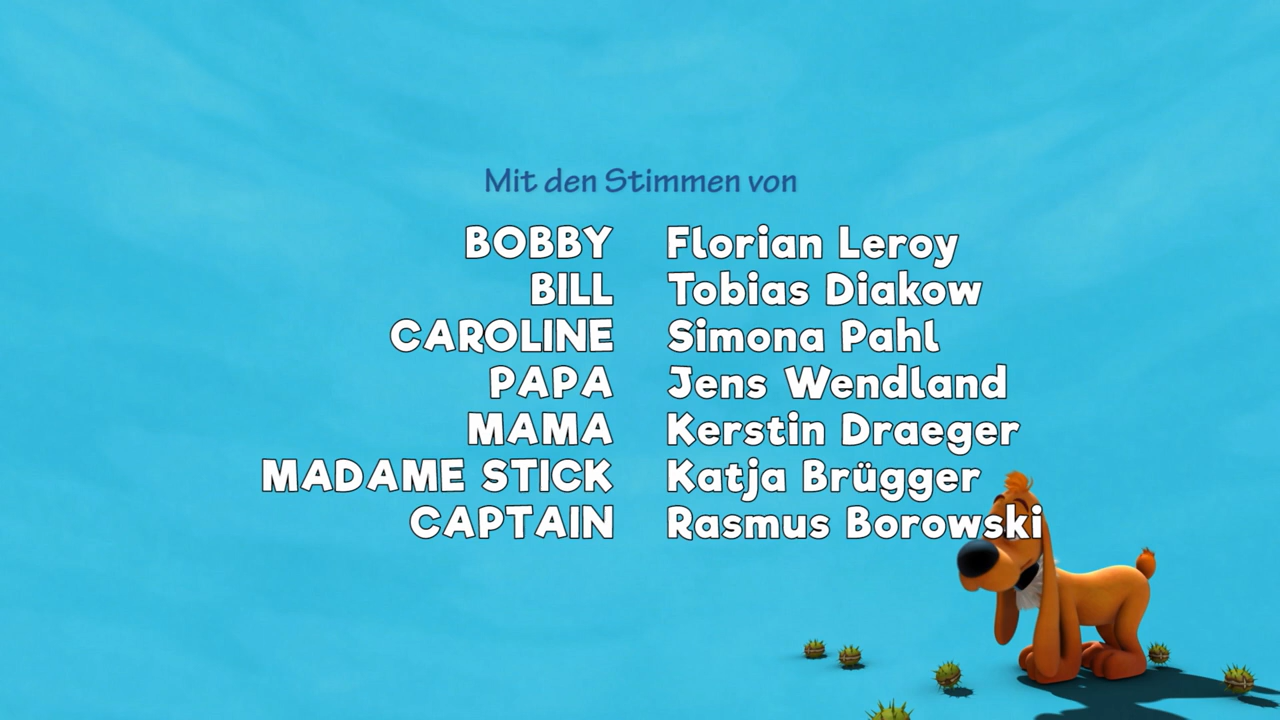 Mit den Stimmen von
BOBBY Florian Leroy
BILL Tobias Diakow
CAROLINE Simona Pahl
PAPA Jens Wendland
MAMA Kerstin Draeger
MADAME STICK Katja Brügger
CAPTAIN Rasmus Borowski